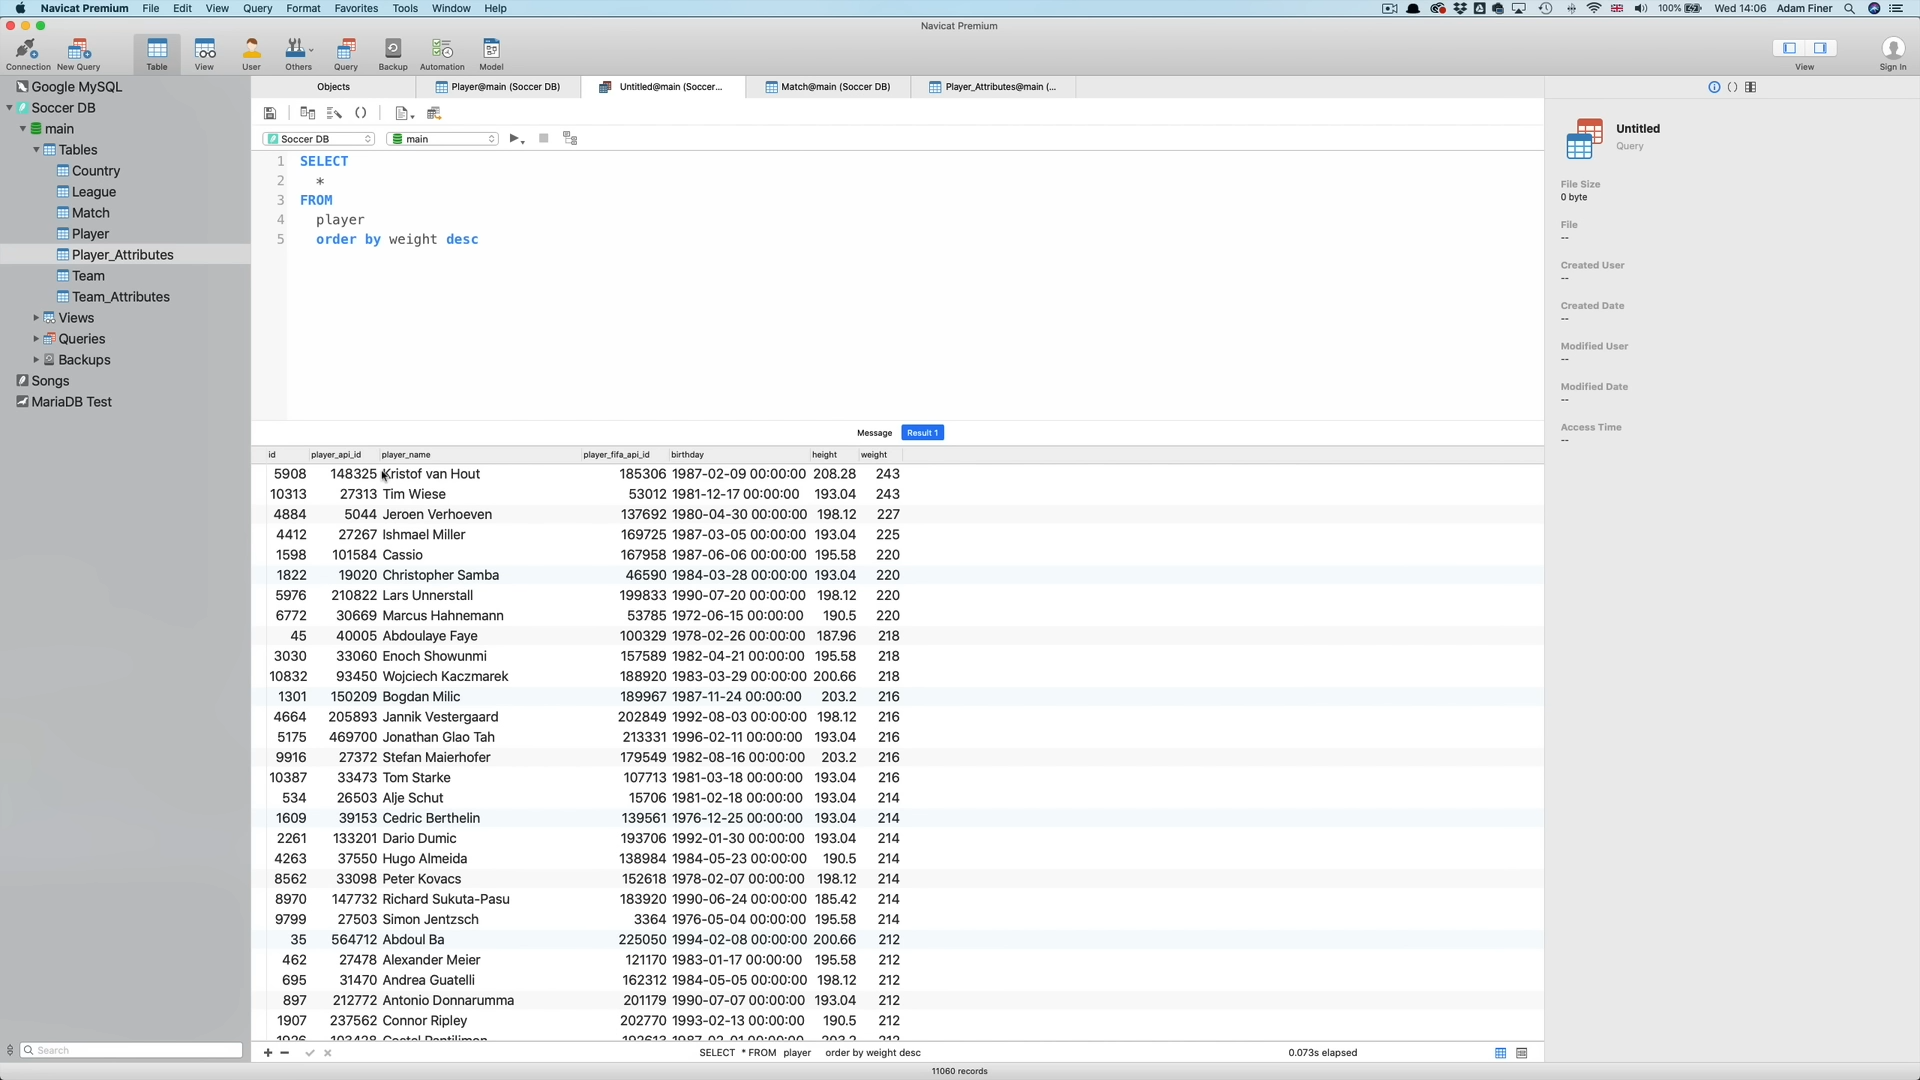 Navicat Premium File Edit View Query Format Favorites Tools Window Help 100% Wed 14:06 Adam Finer
Navicat Premium
Connection New Query Table View User Others Query Backup Automation Model View Sign In
Objects Player@main (Soccer DB) Untitled@main (Soccer... Match@main (Soccer DB) Player_Attributes@main (...
Google MySQL
Soccer DB
main
Tables
Country
League
Match
Player
Player_Attributes
Team
Team_Attributes
Views
Queries
Backups
Songs
MariaDB Test
Search
Soccer DB main
1 SELECT
2 *
3 FROM
4 player
5 order by weight desc
Message Result 1
id player_api_id player_name player_fifa_api_id birthday height weight
5908 148325 Kristof van Hout 185306 1987-02-09 00:00:00 208.28 243
10313 27313 Tim Wiese 53012 1981-12-17 00:00:00 193.04 243
4884 5044 Jeroen Verhoeven 137692 1980-04-30 00:00:00 198.12 227
4412 27267 Ishmael Miller 169725 1987-03-05 00:00:00 193.04 225
1598 101584 Cassio 167958 1987-06-06 00:00:00 195.58 220
1822 19020 Christopher Samba 46590 1984-03-28 00:00:00 193.04 220
5976 210822 Lars Unnerstall 199833 1990-07-20 00:00:00 198.12 220
6772 30669 Marcus Hahnemann 53785 1972-06-15 00:00:00 190.5 220
45 40005 Abdoulaye Faye 100329 1978-02-26 00:00:00 187.96 218
3030 33060 Enoch Showunmi 157589 1982-04-21 00:00:00 195.58 218
10832 93450 Wojciech Kaczmarek 188920 1983-03-29 00:00:00 200.66 218
1301 150209 Bogdan Milic 189967 1987-11-24 00:00:00 203.2 216
4664 205893 Jannik Vestergaard 202849 1992-08-03 00:00:00 198.12 216
5175 469700 Jonathan Glao Tah 213331 1996-02-11 00:00:00 193.04 216
9916 27372 Stefan Maierhofer 179549 1982-08-16 00:00:00 203.2 216
10387 33473 Tom Starke 107713 1981-03-18 00:00:00 193.04 216
534 26503 Alje Schut 15706 1981-02-18 00:00:00 193.04 214
1609 39153 Cedric Berthelin 139561 1976-12-25 00:00:00 193.04 214
2261 133201 Dario Dumic 193706 1992-01-30 00:00:00 193.04 214
4263 37550 Hugo Almeida 138984 1984-05-23 00:00:00 190.5 214
8562 33098 Peter Kovacs 152618 1978-02-07 00:00:00 198.12 214
8970 147732 Richard Sukuta-Pasu 183920 1990-06-24 00:00:00 185.42 214
9799 27503 Simon Jentzsch 3364 1976-05-04 00:00:00 195.58 214
35 564712 Abdoul Ba 225050 1994-02-08 00:00:00 200.66 212
462 27478 Alexander Meier 121170 1983-01-17 00:00:00 195.58 212
695 31470 Andrea Guatelli 162312 1984-05-05 00:00:00 198.12 212
897 212772 Antonio Donnarumma 201179 1990-07-07 00:00:00 193.04 212
1907 237562 Connor Ripley 202770 1993-02-13 00:00:00 190.5 212
SELECT * FROM player order by weight desc 0.073s elapsed
11060 records
Untitled
Query
File Size
0 byte
File
--
Created User
--
Created Date
--
Modified User
--
Modified Date
--
Access Time
--